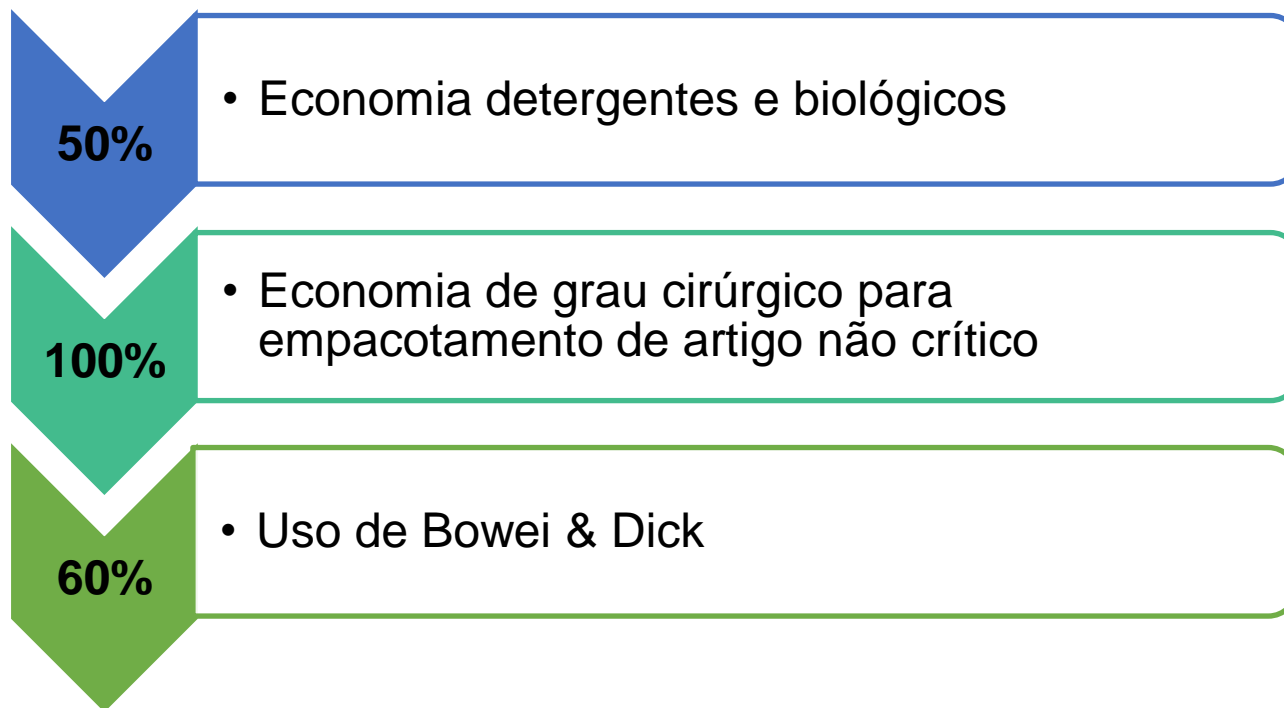 50%
• Economia detergentes e biológicos
100%
• Economia de grau cirúrgico para
empacotamento de artigo não crítico
60%
• Uso de Bowei & Dick